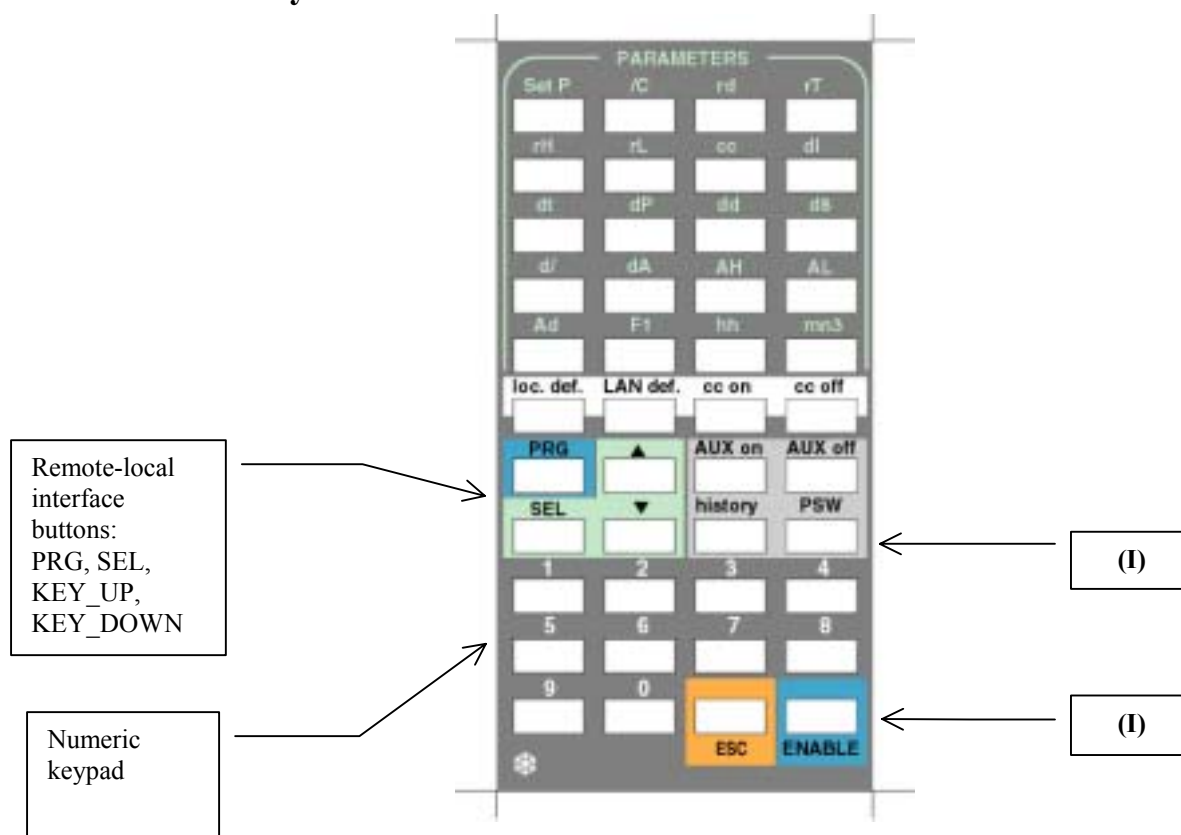 PARAMETERS
Set P /C rd rT
rH rL cc dI
dt dP dd d8
d/ dA AH AL
Ad F1 hh mn3
loc. def. LAN def. cc on cc off
PRG ▲ AUX on AUX off
SEL ▼ history PSW
1 2 3 4
5 6 7 8
9 0
ESC ENABLE
Remote-local
interface
buttons:
PRG, SEL,
KEY_UP,
KEY_DOWN
Numeric
keypad
(I)
(I)